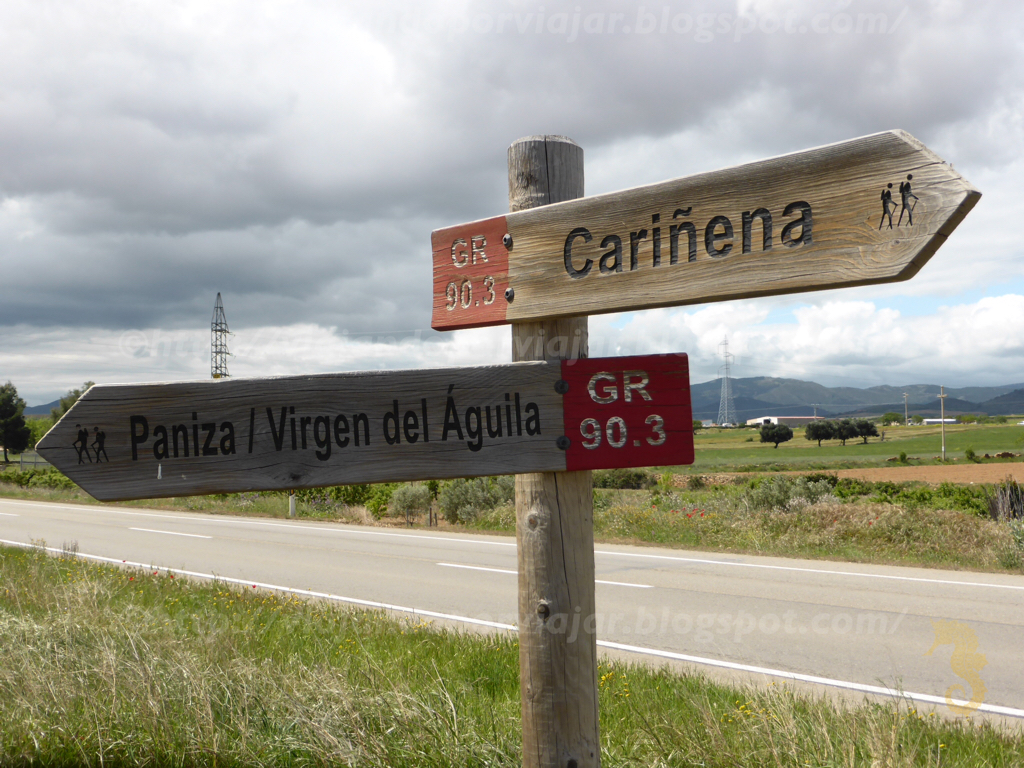 GR
90.3
Cariñena
Paniza / Virgen del Águila
GR
90.3